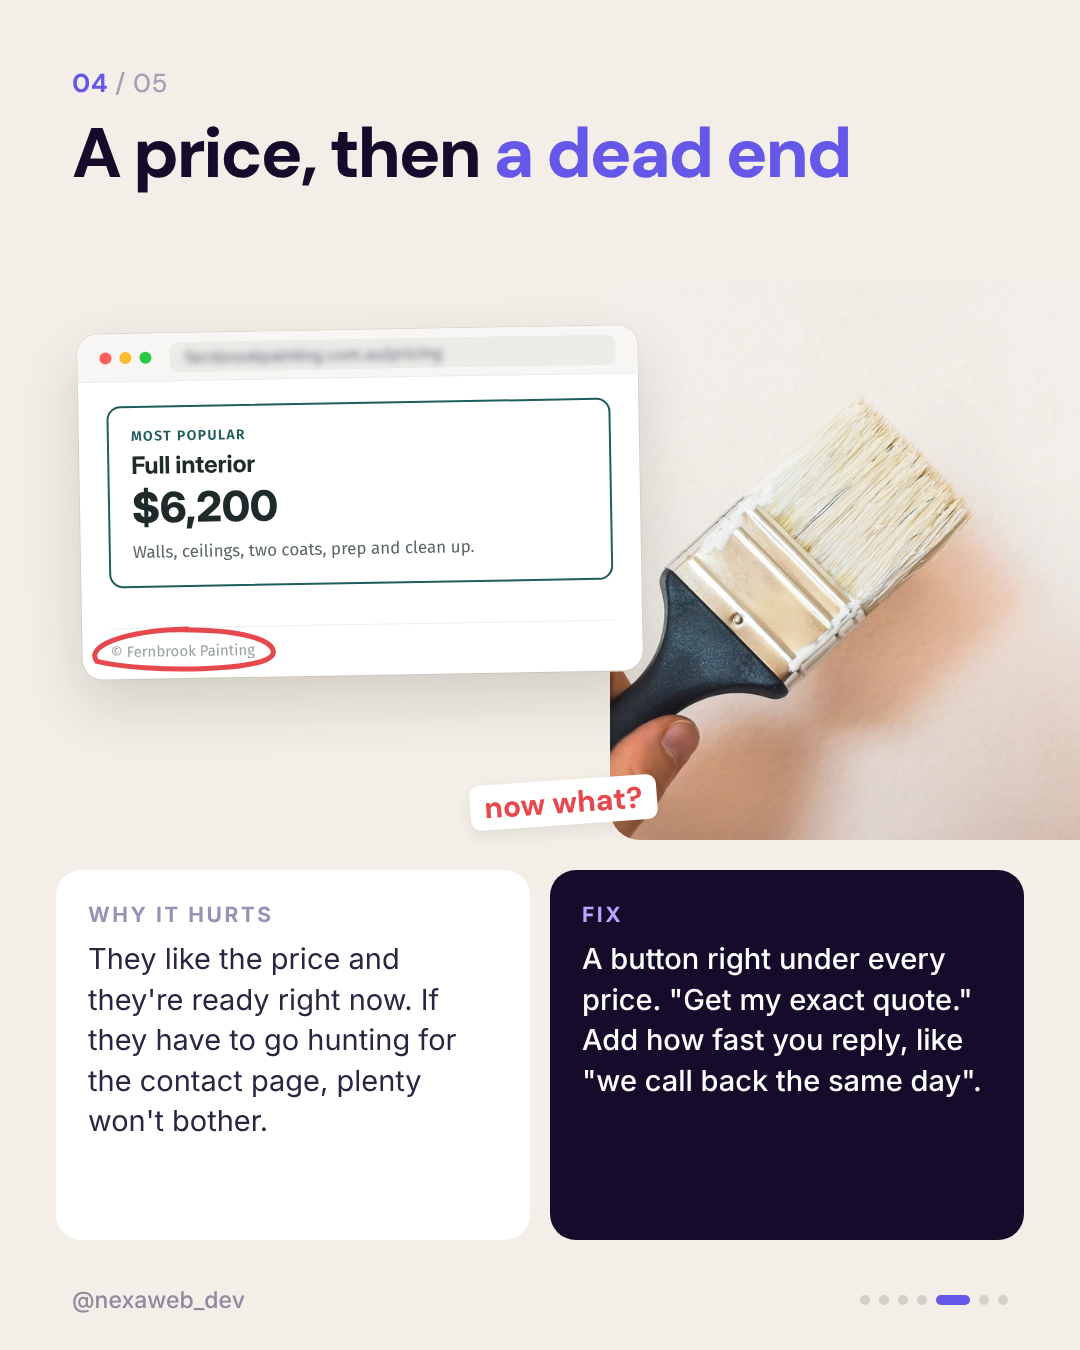 04 / 05
A price, then a dead end
MOST POPULAR
Full interior
$6,200
Walls, ceilings, two coats, prep and clean up.
© Fernbrook Painting
now what?
WHY IT HURTS
They like the price and
they're ready right now. If
they have to go hunting for
the contact page, plenty
won't bother.
FIX
A button right under every
price. "Get my exact quote."
Add how fast you reply, like
"we call back the same day".
@nexaweb_dev